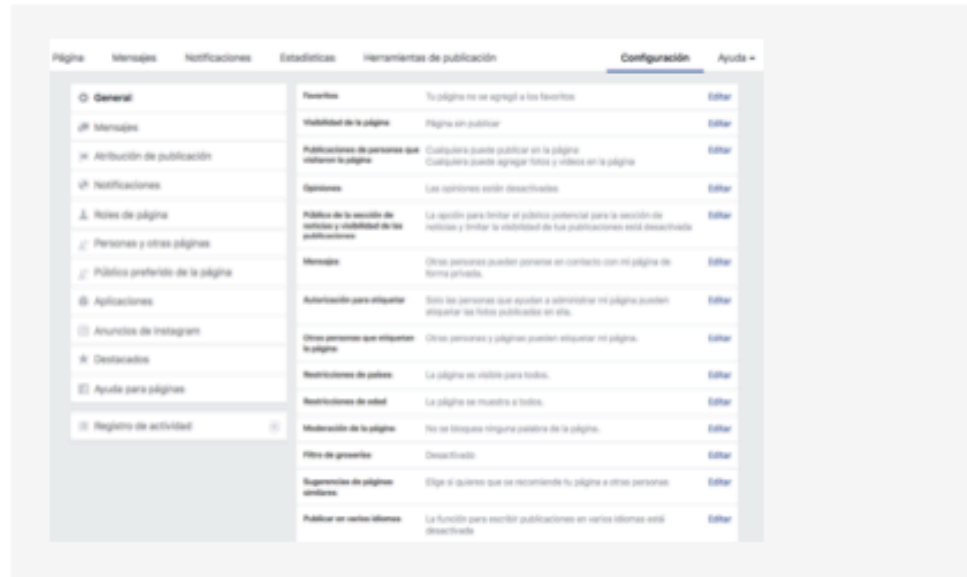 Página Mensajes Notificaciones Estadísticas Herramientas de publicación Configuración Ayuda
General
Mensajes
Atribución de publicación
Notificaciones
Roles de página
Personas y otras páginas
Público preferido de la página
Aplicaciones
Anuncios de Instagram
Destacados
Ayuda para páginas
Registro de actividad
Favoritos Tu página no se agregó a los favoritos Editar
Visibilidad de la página Página sin publicar Editar
Publicaciones de personas que Cualquiera puede publicar en la página Editar
visitaron la página Cualquiera puede agregar fotos y videos en la página
Opiniones Las opiniones están desactivadas Editar
Público de la sección de La opción para limitar el público potencial para la sección de Editar
noticias y visibilidad de las noticias y limitar la visibilidad de tus publicaciones está desactivada
publicaciones
Mensajes Otras personas pueden ponerse en contacto con mi página de Editar
forma privada.
Autorización para etiquetar Solo las personas que ayudan a administrar mi página pueden Editar
etiquetar las fotos publicadas en ella.
Otras personas que etiquetan Otras personas y páginas pueden etiquetar mi página. Editar
la página
Restricciones de países La página es visible para todos. Editar
Restricciones de edad La página se muestra a todos. Editar
Moderación de la página No se bloquea ninguna palabra de la página. Editar
Filtro de groserías Desactivado Editar
Sugerencias de páginas Elige si quieres que se recomiende tu página a otras personas Editar
similares
Publicar en varios idiomas La función para escribir publicaciones en varios idiomas está Editar
desactivada